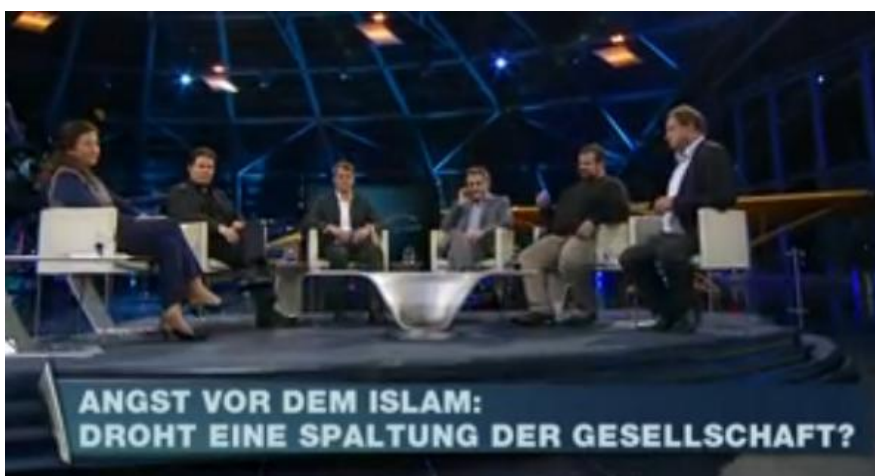 ANGST VOR DEM ISLAM:
DROHT EINE SPALTUNG DER GESELLSCHAFT?